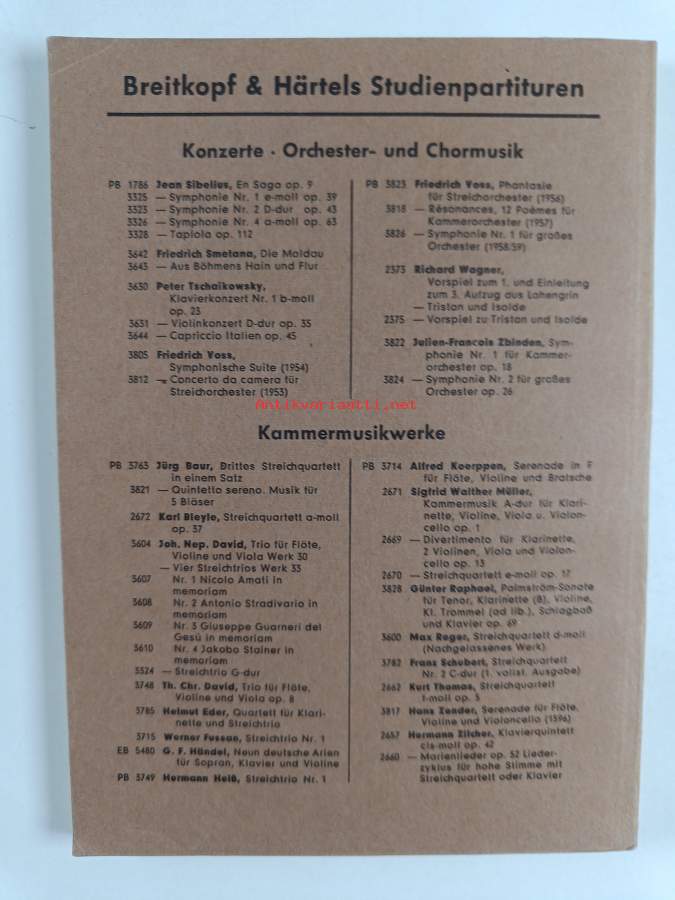 Breitkopf & Härtels Studienpartituren
Konzerte · Orchester- und Chormusik
PB 1786 Jean Sibelius, En Saga op. 9
3325 — Symphonie Nr. 1 e-moll op. 39
3323 — Symphonie Nr. 2 D-dur op. 43
3326 — Symphonie Nr. 4 a-moll op. 63
3328 — Tapiola op. 112
3642 Friedrich Smetana, Die Moldau
3643 — Aus Böhmens Hain und Flur
3630 Peter Tschaikowsky,
Klavierkonzert Nr. 1 b-moll
op. 23
3631 — Violinkonzert D-dur op. 35
3644 — Capriccio Italien op. 45
3805 Friedrich Voss,
Symphonische Suite (1954)
3812 — Concerto da camera für
Streichorchester (1953)
PB 3823 Friedrich Voss, Phantasie
für Streichorchester (1956)
3818 — Résonances, 12 Poèmes für
Kammerorchester (1957)
3826 — Symphonie Nr. 1 für großes
Orchester (1958/59)
2373 Richard Wagner,
Vorspiel zum 1. und Einleitung
zum 3. Aufzug aus Lohengrin
— Tristan und Isolde
2375 — Vorspiel zu Tristan und Isolde
3822 Julien-Francois Zbinden, Sym-
phonie Nr. 1 für Kammer-
orchester op. 18
3824 — Symphonie Nr. 2 für großes
Orchester op. 26
Antikvariaatti.net
Kammermusikwerke
PB 3763 Jürg Baur, Drittes Streichquartett
in einem Satz
3821 — Quintetto sereno. Musik für
5 Bläser
2672 Karl Bleyle, Streichquartett a-moll
op. 37
3604 Joh. Nep. David, Trio für Flöte,
Violine und Viola Werk 30
— Vier Streichtrios Werk 33
3607 Nr. 1 Nicolo Amati in
memoriam
3608 Nr. 2 Antonio Stradivario in
memoriam
3609 Nr. 3 Giuseppe Guarneri del
Gesù in memoriam
3610 Nr. 4 Jakobo Stainer in
memoriam
5524 — Streichtrio G-dur
3748 Th. Chr. David, Trio für Flöte,
Violine und Viola op. 8
3785 Helmut Eder, Quartett für Klari-
nette und Streichtrio
3715 Werner Fussan, Streichtrio Nr. 1
EB 5480 G. F. Händel, Neun deutsche Arien
für Sopran, Klavier und Violine
PB 3749 Hermann Heiß, Streichtrio Nr. 1
PB 3714 Alfred Koerppen, Serenade in F
für Flöte, Violine und Bratsche
2671 Sigfrid Walther Müller,
Kammermusik A-dur für Klari-
nette, Violine, Viola u. Violon-
cello op. 1
2669 — Divertimento für Klarinette,
2 Violinen, Viola und Violon-
cello op. 13
2670 — Streichquartett e-moll op. 17
3828 Günter Raphael, Palmström-Sonate
für Tenor, Klarinette (B), Violine,
Kl. Trommel (ad lib.), Schlagbaß
und Klavier op. 69
3600 Max Reger, Streichquartett d-moll
(Nachgelassenes Werk)
3782 Franz Schubert, Streichquartett
Nr. 2 C-dur (1. vollst. Ausgabe)
2662 Kurt Thomas, Streichquartett
f-moll op. 5
3817 Hans Zender, Serenade für Flöte,
Violine und Violoncello (1596)
2657 Hermann Zilcher, Klavierquintett
cis-moll op. 42
2660 — Marienlieder op. 52 Lieder-
zyklus für hohe Stimme mit
Streichquartett oder Klavier